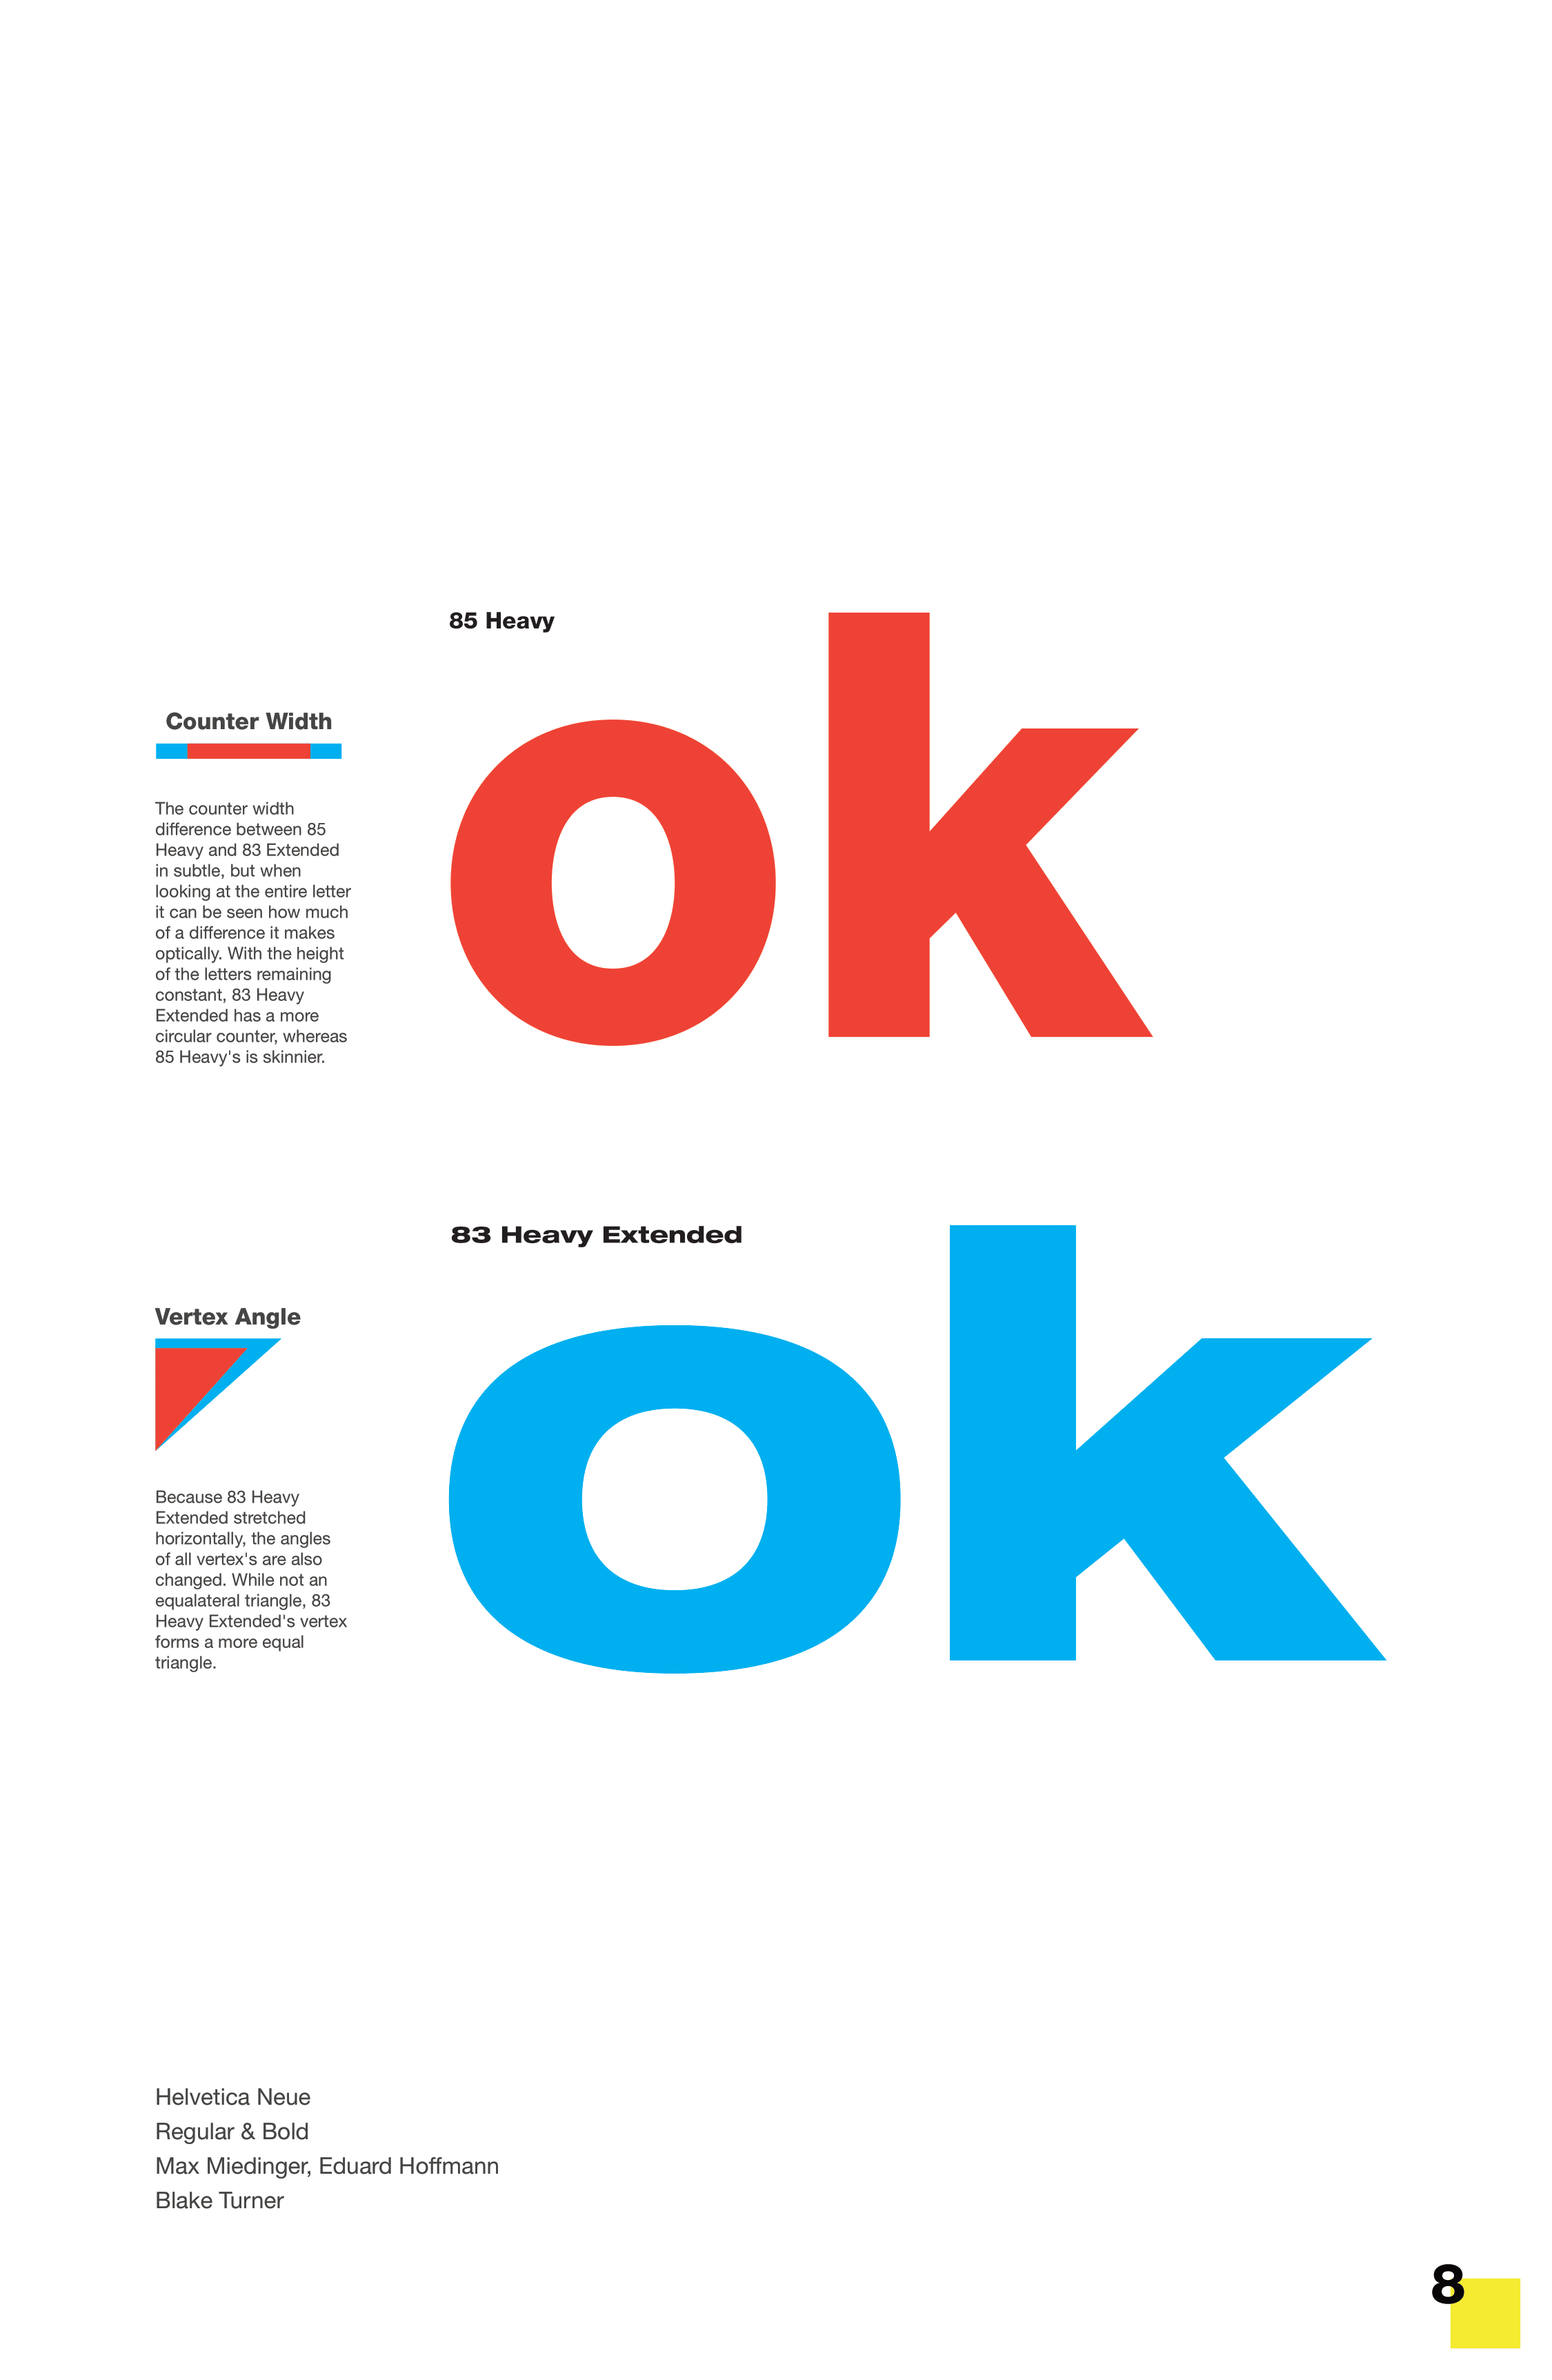 85 Heavy
ok
Counter Width
The counter width
difference between 85
Heavy and 83 Extended
in subtle, but when
looking at the entire letter
it can be seen how much
of a difference it makes
optically. With the height
of the letters remaining
constant, 83 Heavy
Extended has a more
circular counter, whereas
85 Heavy's is skinnier.
83 Heavy Extended
ok
Vertex Angle
Because 83 Heavy
Extended stretched
horizontally, the angles
of all vertex's are also
changed. While not an
equalateral triangle, 83
Heavy Extended's vertex
forms a more equal
triangle.
Helvetica Neue
Regular & Bold
Max Miedinger, Eduard Hoffmann
Blake Turner
8